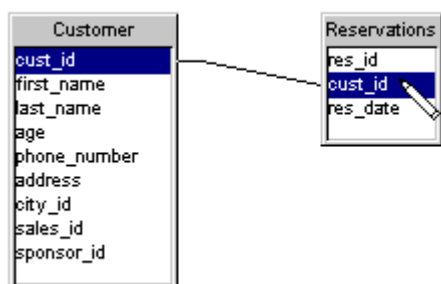 Customer
cust_id
first_name
last_name
age
phone_number
address
city_id
sales_id
sponsor_id
Reservations
res_id
cust_id
res_date